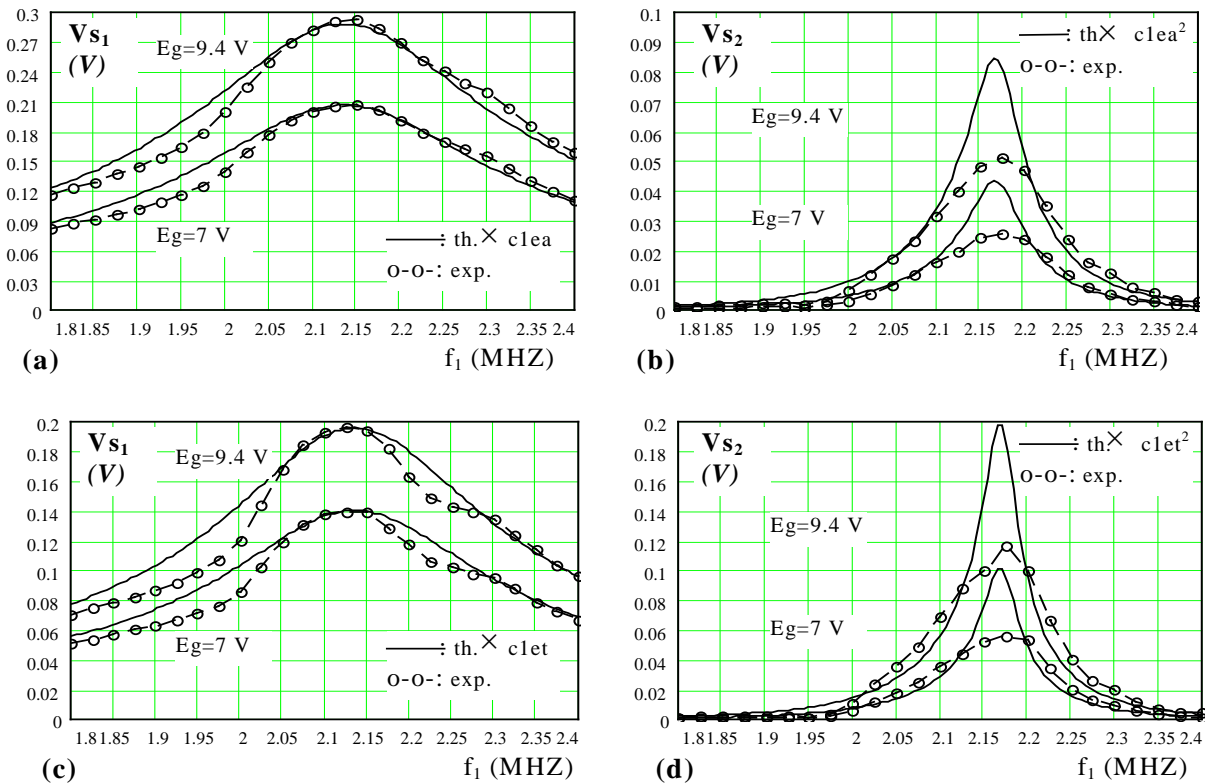 0.3
0.27
0.24
0.21
0.18
0.15
0.12
0.09
0.06
0.03
0
Vs₁
(V)
Eg=9.4 V
Eg=7 V
: th.× c1ea
o-o-: exp.
1.8 1.85 1.9 1.95 2 2.05 2.1 2.15 2.2 2.25 2.3 2.35 2.4
(a) f₁ (MHZ)
0.1
0.09
0.08
0.07
0.06
0.05
0.04
0.03
0.02
0.01
0
Vs₂
(V)
: th× c1ea²
o-o-: exp.
Eg=9.4 V
Eg=7 V
1.8 1.85 1.9 1.95 2 2.05 2.1 2.15 2.2 2.25 2.3 2.35 2.4
(b) f₁ (MHZ)
0.2
0.18
0.16
0.14
0.12
0.1
0.08
0.06
0.04
0.02
0
Vs₁
(V)
Eg=9.4 V
Eg=7 V
: th.× c1et
o-o-: exp.
1.8 1.85 1.9 1.95 2 2.05 2.1 2.15 2.2 2.25 2.3 2.35 2.4
(c) f₁ (MHZ)
0.2
0.18
0.16
0.14
0.12
0.1
0.08
0.06
0.04
0.02
0
Vs₂
(V)
: th× c1et²
o-o-: exp.
Eg=9.4 V
Eg=7 V
1.8 1.85 1.9 1.95 2 2.05 2.1 2.15 2.2 2.25 2.3 2.35 2.4
(d) f₁ (MHZ)